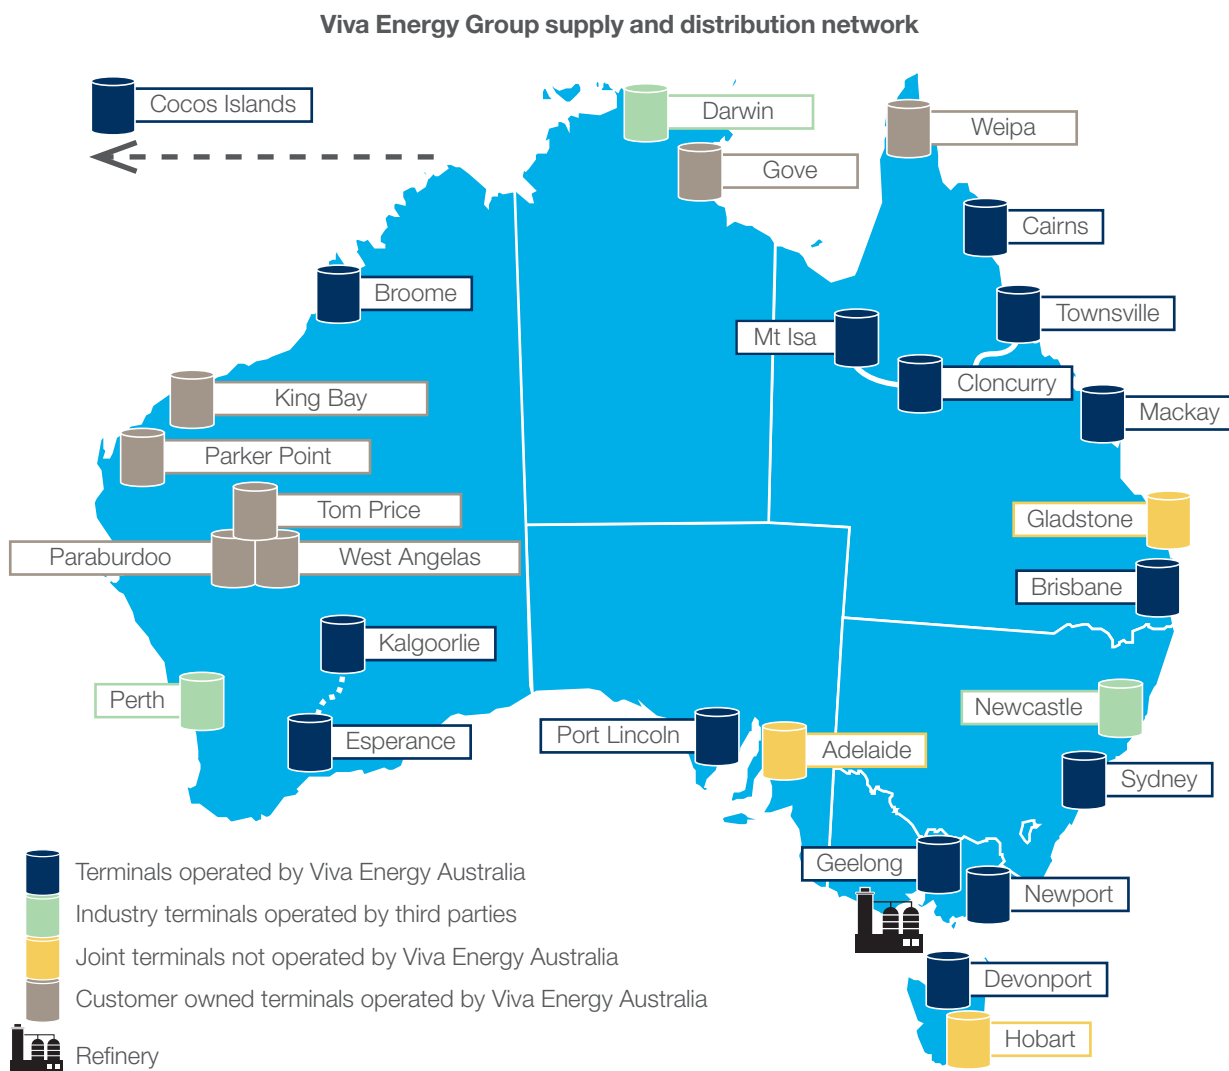 Viva Energy Group supply and distribution network
Cocos Islands
Darwin
Weipa
Gove
Cairns
Broome
Townsville
Mt Isa
Cloncurry
King Bay
Mackay
Parker Point
Tom Price
Gladstone
Paraburdoo
West Angelas
Brisbane
Kalgoorlie
Perth
Newcastle
Esperance
Port Lincoln
Adelaide
Sydney
Geelong
Newport
Terminals operated by Viva Energy Australia
Industry terminals operated by third parties
Joint terminals not operated by Viva Energy Australia
Customer owned terminals operated by Viva Energy Australia
Refinery
Devonport
Hobart